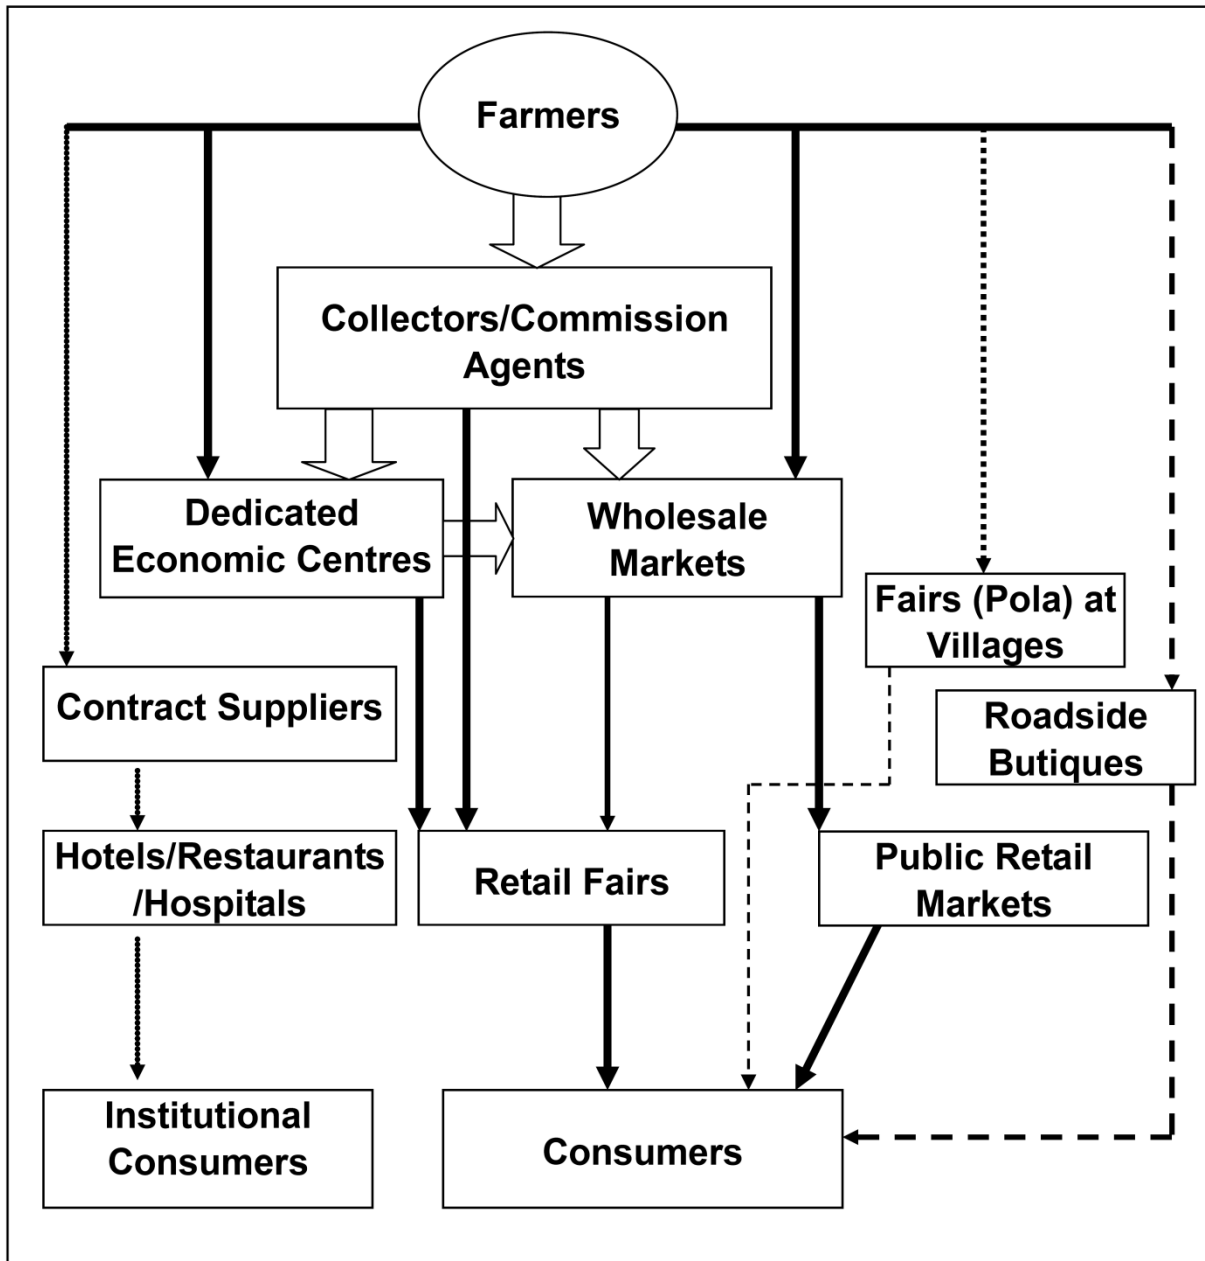 Farmers
Collectors/Commission
Agents
Dedicated
Economic Centres
Wholesale
Markets
Fairs (Pola) at
Villages
Contract Suppliers
Roadside
Butiques
Hotels/Restaurants
/Hospitals
Retail Fairs
Public Retail
Markets
Institutional
Consumers
Consumers